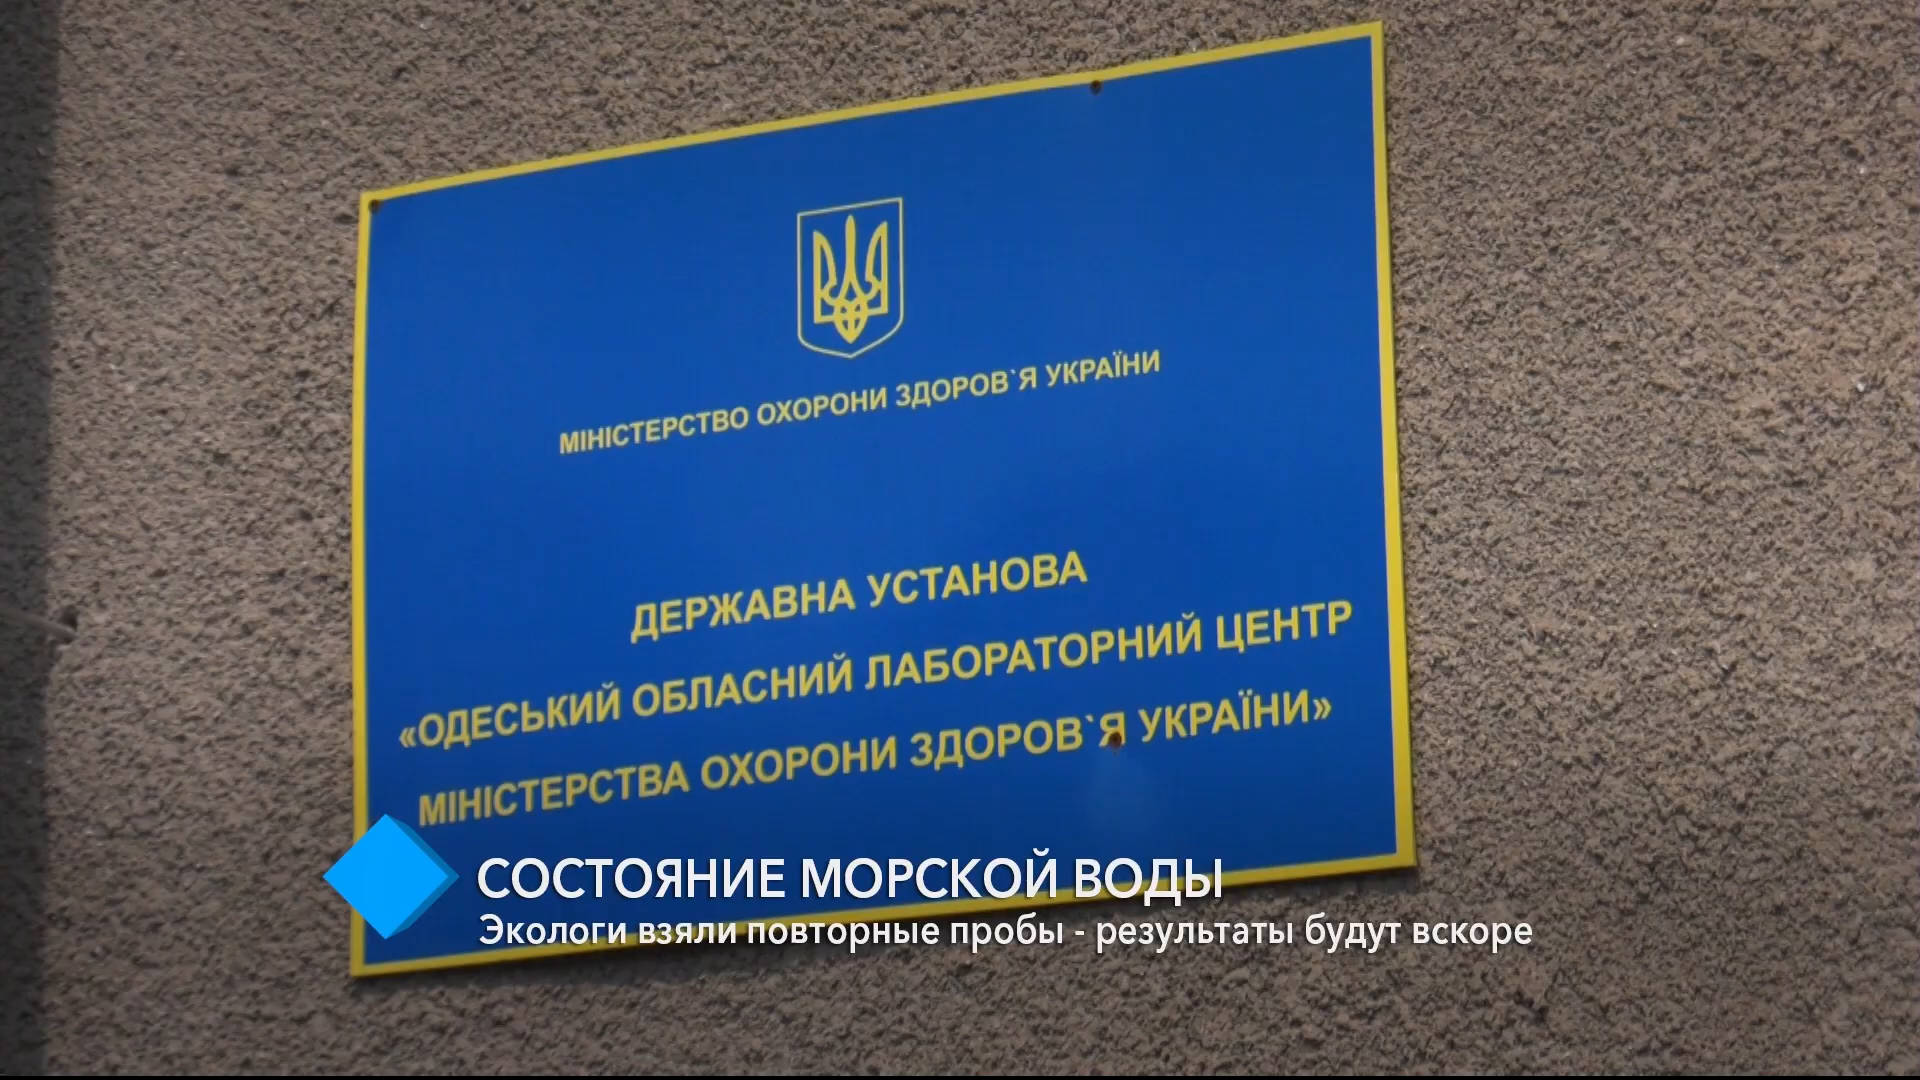 МІНІСТЕРСТВО ОХОРОНИ ЗДОРОВ`Я УКРАЇНИ
ДЕРЖАВНА УСТАНОВА
«ОДЕСЬКИЙ ОБЛАСНИЙ ЛАБОРАТОРНИЙ ЦЕНТР
МІНІСТЕРСТВА ОХОРОНИ ЗДОРОВ`Я УКРАЇНИ»
СОСТОЯНИЕ МОРСКОЙ ВОДЫ
Экологи взяли повторные пробы - результаты будут вскоре